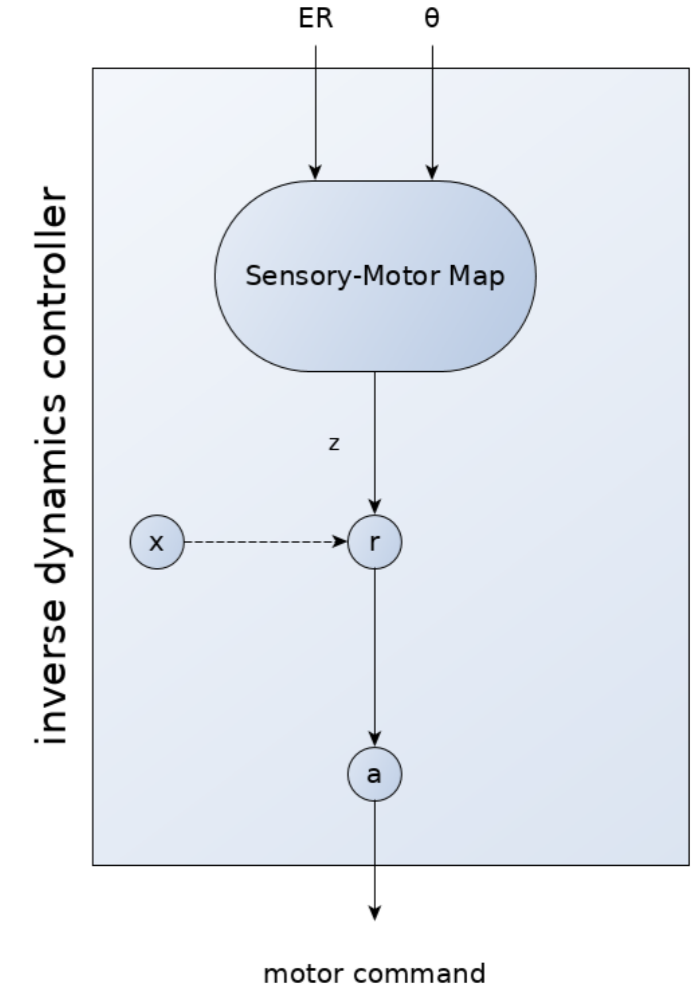 ER θ
inverse dynamics controller
Sensory-Motor Map
z
x r
a
motor command